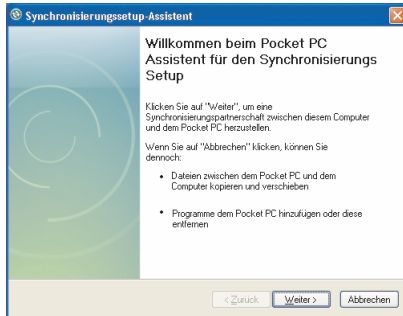 Synchronisierungssetup-Assistent
Willkommen beim Pocket PC
Assistent für den Synchronisierungs
Setup
Klicken Sie auf "Weiter", um eine
Synchronisierungspartnerschaft zwischen diesem Computer
und dem Pocket PC herzustellen.
Wenn Sie auf "Abbrechen" klicken, können Sie
dennoch:
• Dateien zwischen dem Pocket PC und dem
Computer kopieren und verschieben
• Programme dem Pocket PC hinzufügen oder diese
entfernen
< Zurück Weiter > Abbrechen